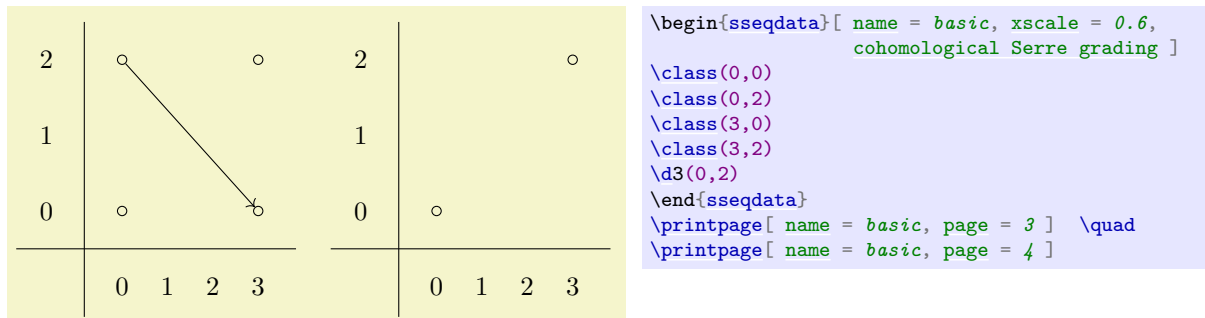 2 2
1 1
0 0
0 1 2 3 0 1 2 3
\begin{sseqdata}[ name = basic, xscale = 0.6,
cohomological Serre grading ]
\class(0,0)
\class(0,2)
\class(3,0)
\class(3,2)
\d3(0,2)
\end{sseqdata}
\printpage[ name = basic, page = 3 ] \quad
\printpage[ name = basic, page = 4 ]